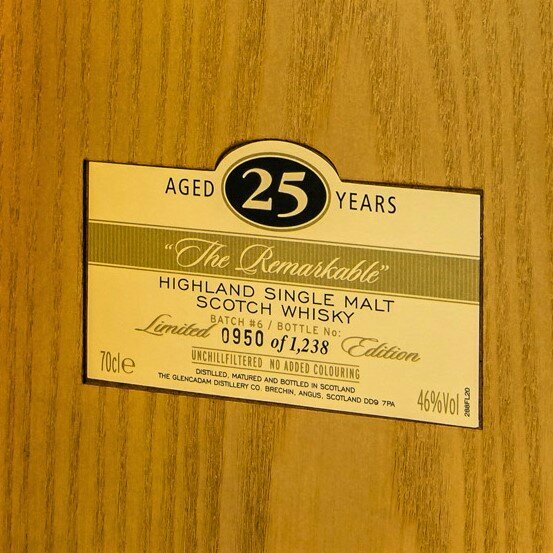 AGED 25 YEARS
"The Remarkable"
HIGHLAND SINGLE MALT
SCOTCH WHISKY
BATCH #6 / BOTTLE No:
Limited 0950 of 1,238 Edition
UNCHILLFILTERED NO ADDED COLOURING
DISTILLED, MATURED AND BOTTLED IN SCOTLAND
THE GLENCADAM DISTILLERY CO. BRECHIN, ANGUS, SCOTLAND DD9 7PA
70cl℮
46%Vol
288FL20